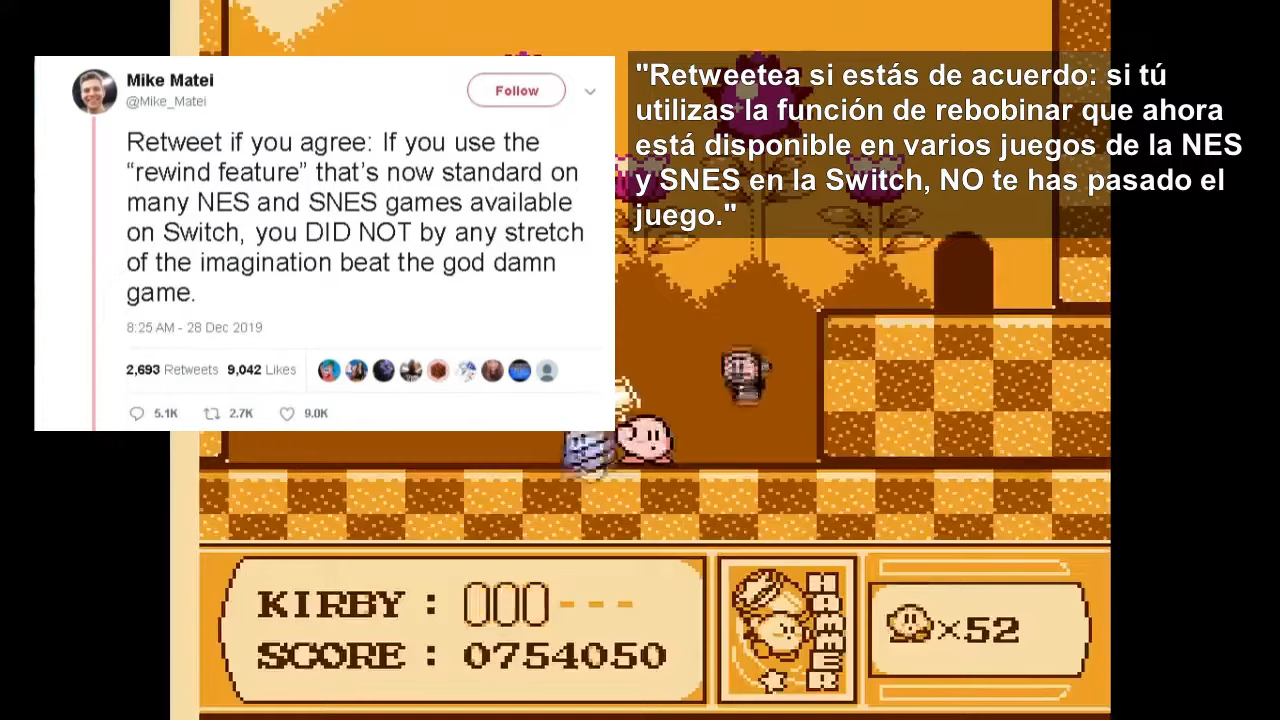 Mike Matei
@Mike_Matei
Follow
Retweet if you agree: If you use the
“rewind feature” that’s now standard on
many NES and SNES games available
on Switch, you DID NOT by any stretch
of the imagination beat the god damn
game.
8:25 AM - 28 Dec 2019
2,693 Retweets 9,042 Likes
5.1K 2.7K 9.0K
"Retweetea si estás de acuerdo: si tú
utilizas la función de rebobinar que ahora
está disponible en varios juegos de la NES
y SNES en la Switch, NO te has pasado el
juego."
KIRBY :
SCORE : 0754050
HAMMER
×52